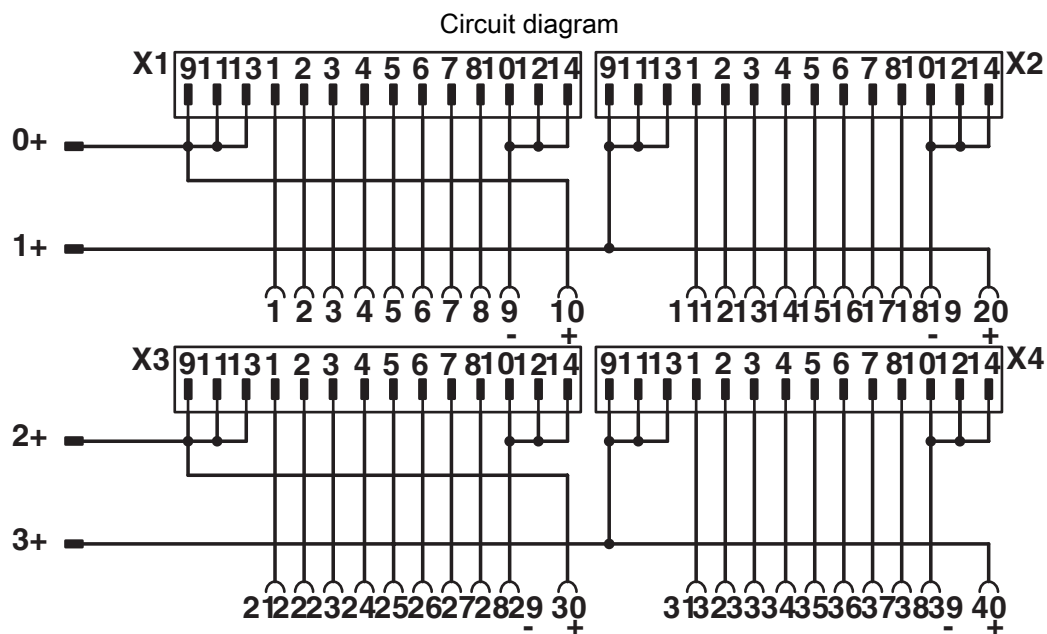 Circuit diagram
X1 9 11 13 1 2 3 4 5 6 7 8 10 12 14 9 11 13 1 2 3 4 5 6 7 8 10 12 14 X2
0+
1+
1 2 3 4 5 6 7 8 9 10 11 12 13 14 15 16 17 18 19 20
- + - +
X3 9 11 13 1 2 3 4 5 6 7 8 10 12 14 9 11 13 1 2 3 4 5 6 7 8 10 12 14 X4
2+
3+
21 22 23 24 25 26 27 28 29 30 31 32 33 34 35 36 37 38 39 40
- + - +